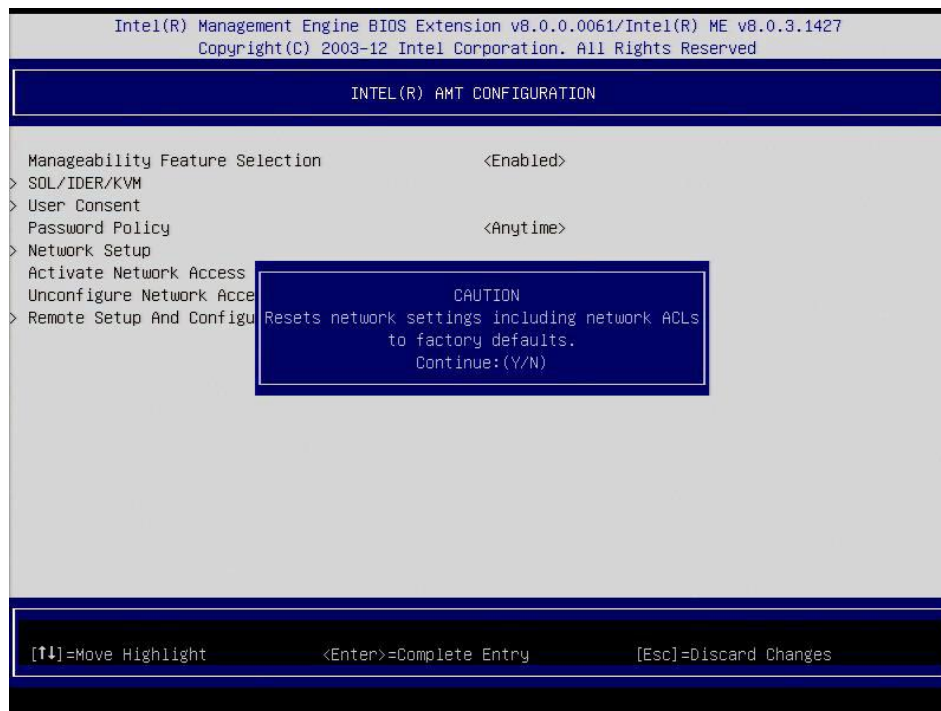 Intel(R) Management Engine BIOS Extension v8.0.0.0061/Intel(R) ME v8.0.3.1427
Copyright(C) 2003-12 Intel Corporation. All Rights Reserved
INTEL(R) AMT CONFIGURATION
Manageability Feature Selection <Enabled>
> SOL/IDER/KVM
> User Consent
Password Policy <Anytime>
> Network Setup
Activate Network Access
Unconfigure Network Acce
> Remote Setup And Configu
CAUTION
Resets network settings including network ACLs
to factory defaults.
Continue:(Y/N)
[↑↓]=Move Highlight <Enter>=Complete Entry [Esc]=Discard Changes